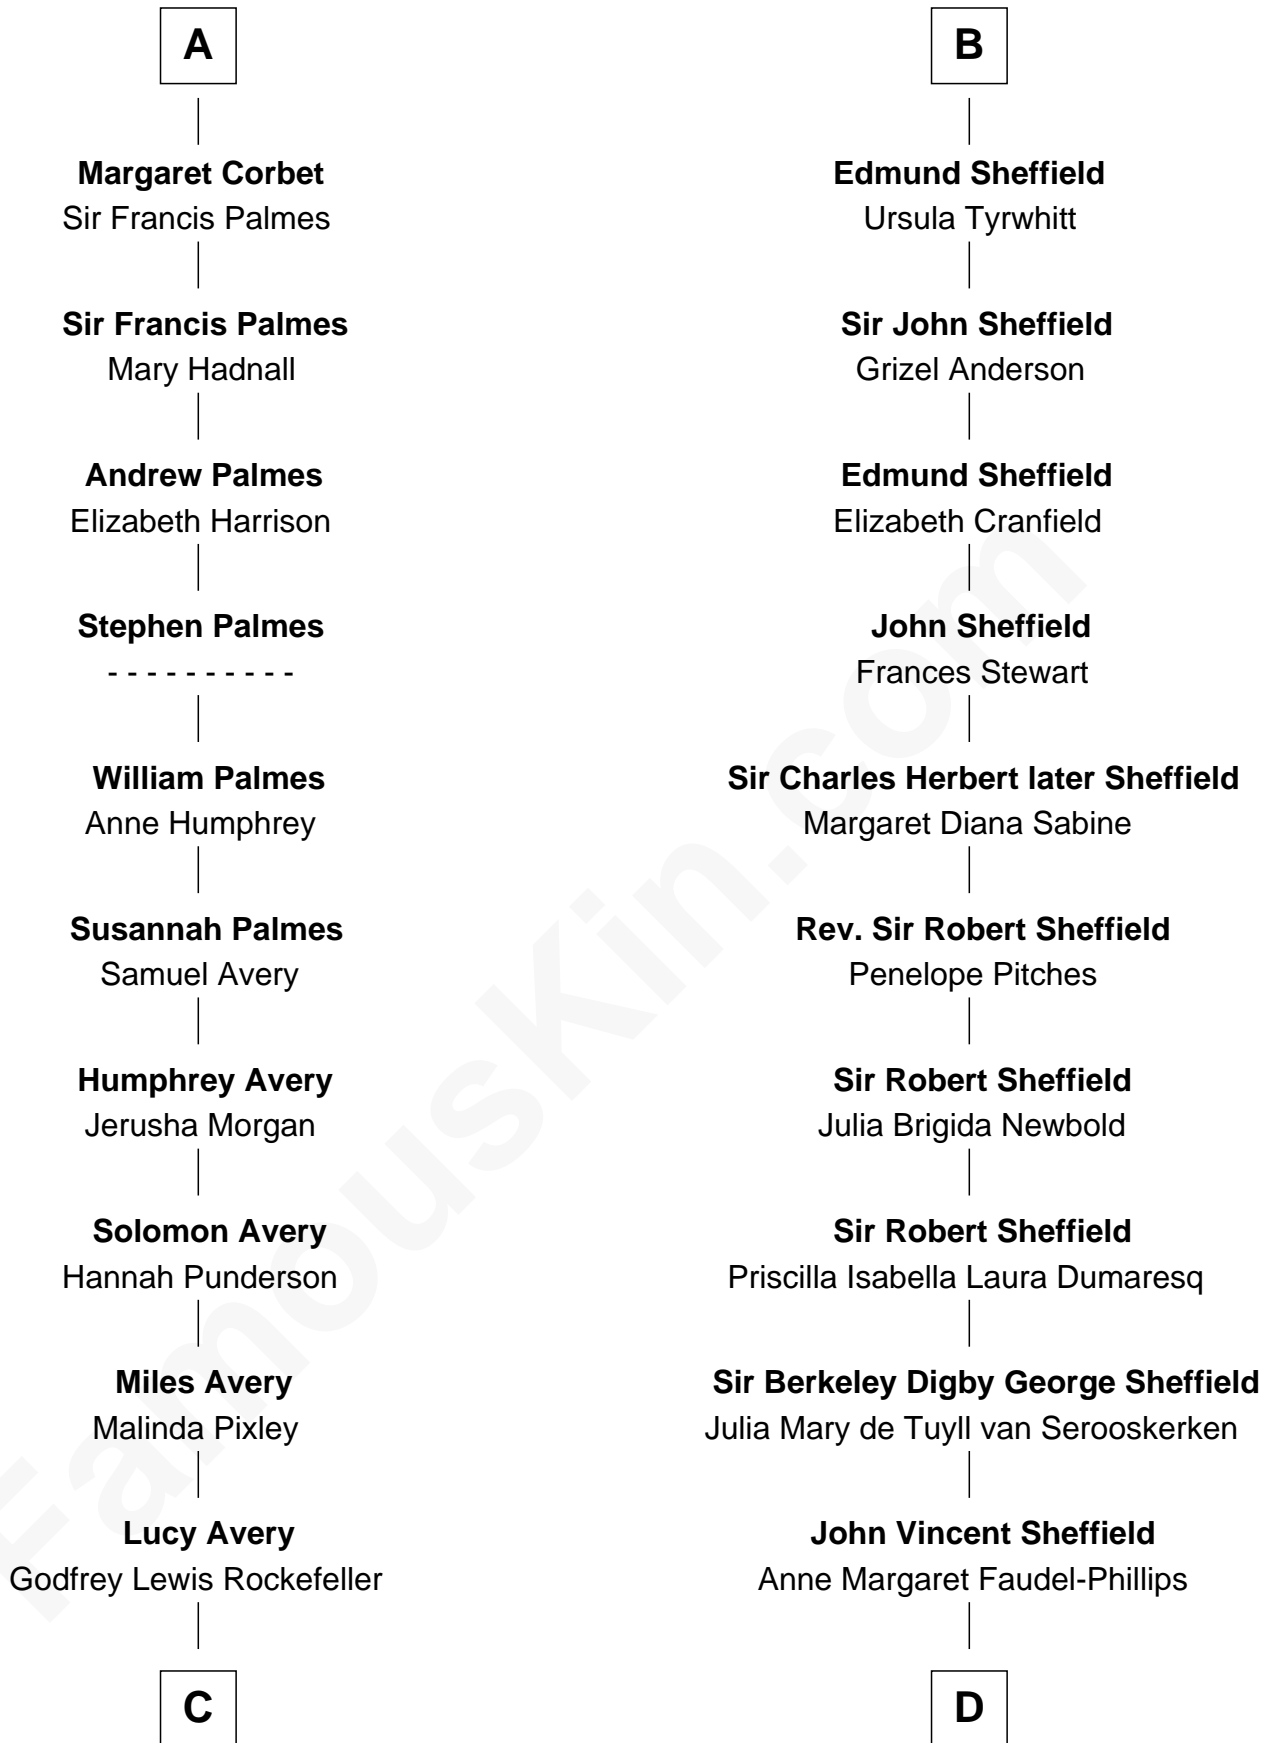 A
Margaret Corbet
Sir Francis Palmes
Sir Francis Palmes
Mary Hadnall
Andrew Palmes
Elizabeth Harrison
Stephen Palmes
- - - - - - - - - -
William Palmes
Anne Humphrey
Susannah Palmes
Samuel Avery
Humphrey Avery
Jerusha Morgan
Solomon Avery
Hannah Punderson
Miles Avery
Malinda Pixley
Lucy Avery
Godfrey Lewis Rockefeller
C
B
Edmund Sheffield
Ursula Tyrwhitt
Sir John Sheffield
Grizel Anderson
Edmund Sheffield
Elizabeth Cranfield
John Sheffield
Frances Stewart
Sir Charles Herbert later Sheffield
Margaret Diana Sabine
Rev. Sir Robert Sheffield
Penelope Pitches
Sir Robert Sheffield
Julia Brigida Newbold
Sir Robert Sheffield
Priscilla Isabella Laura Dumaresq
Sir Berkeley Digby George Sheffield
Julia Mary de Tuyll van Serooskerken
John Vincent Sheffield
Anne Margaret Faudel-Phillips
D
FamousKin.com